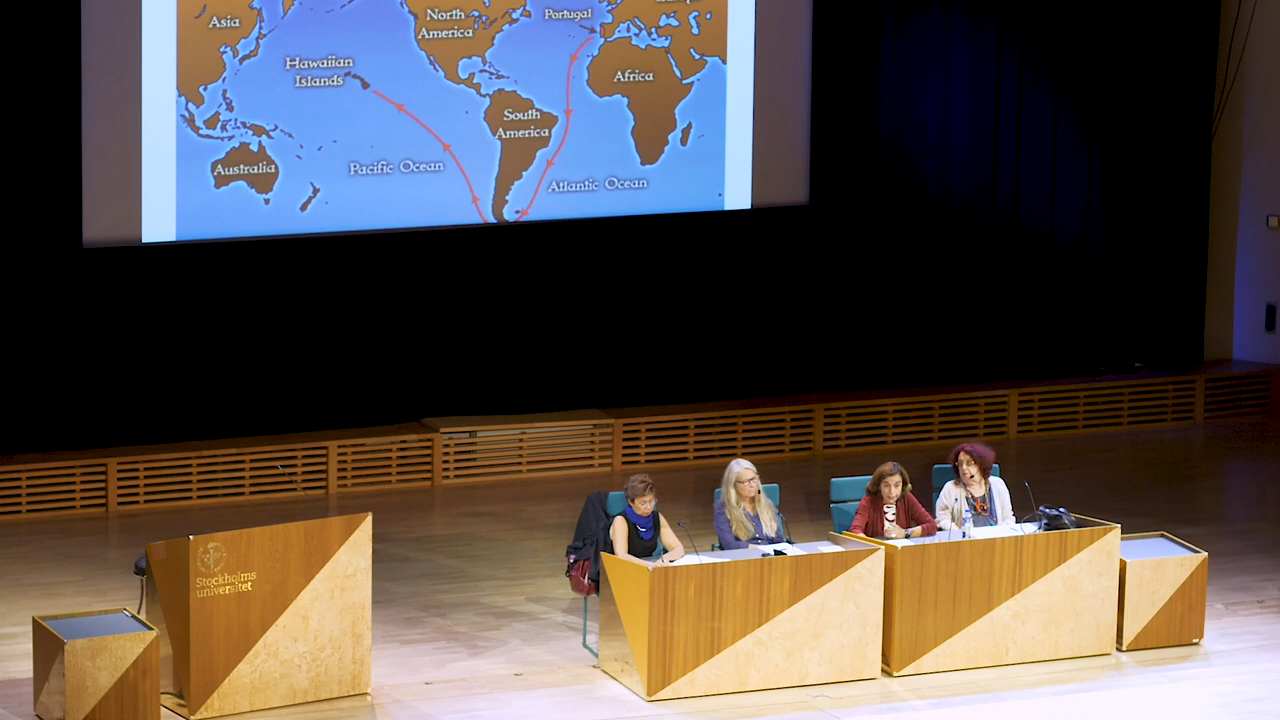 Asia
North
America
Portugal
Hawaiian
Islands
Africa
South
America
Australia
Pacific Ocean
Atlantic Ocean
Stockholms
universitet